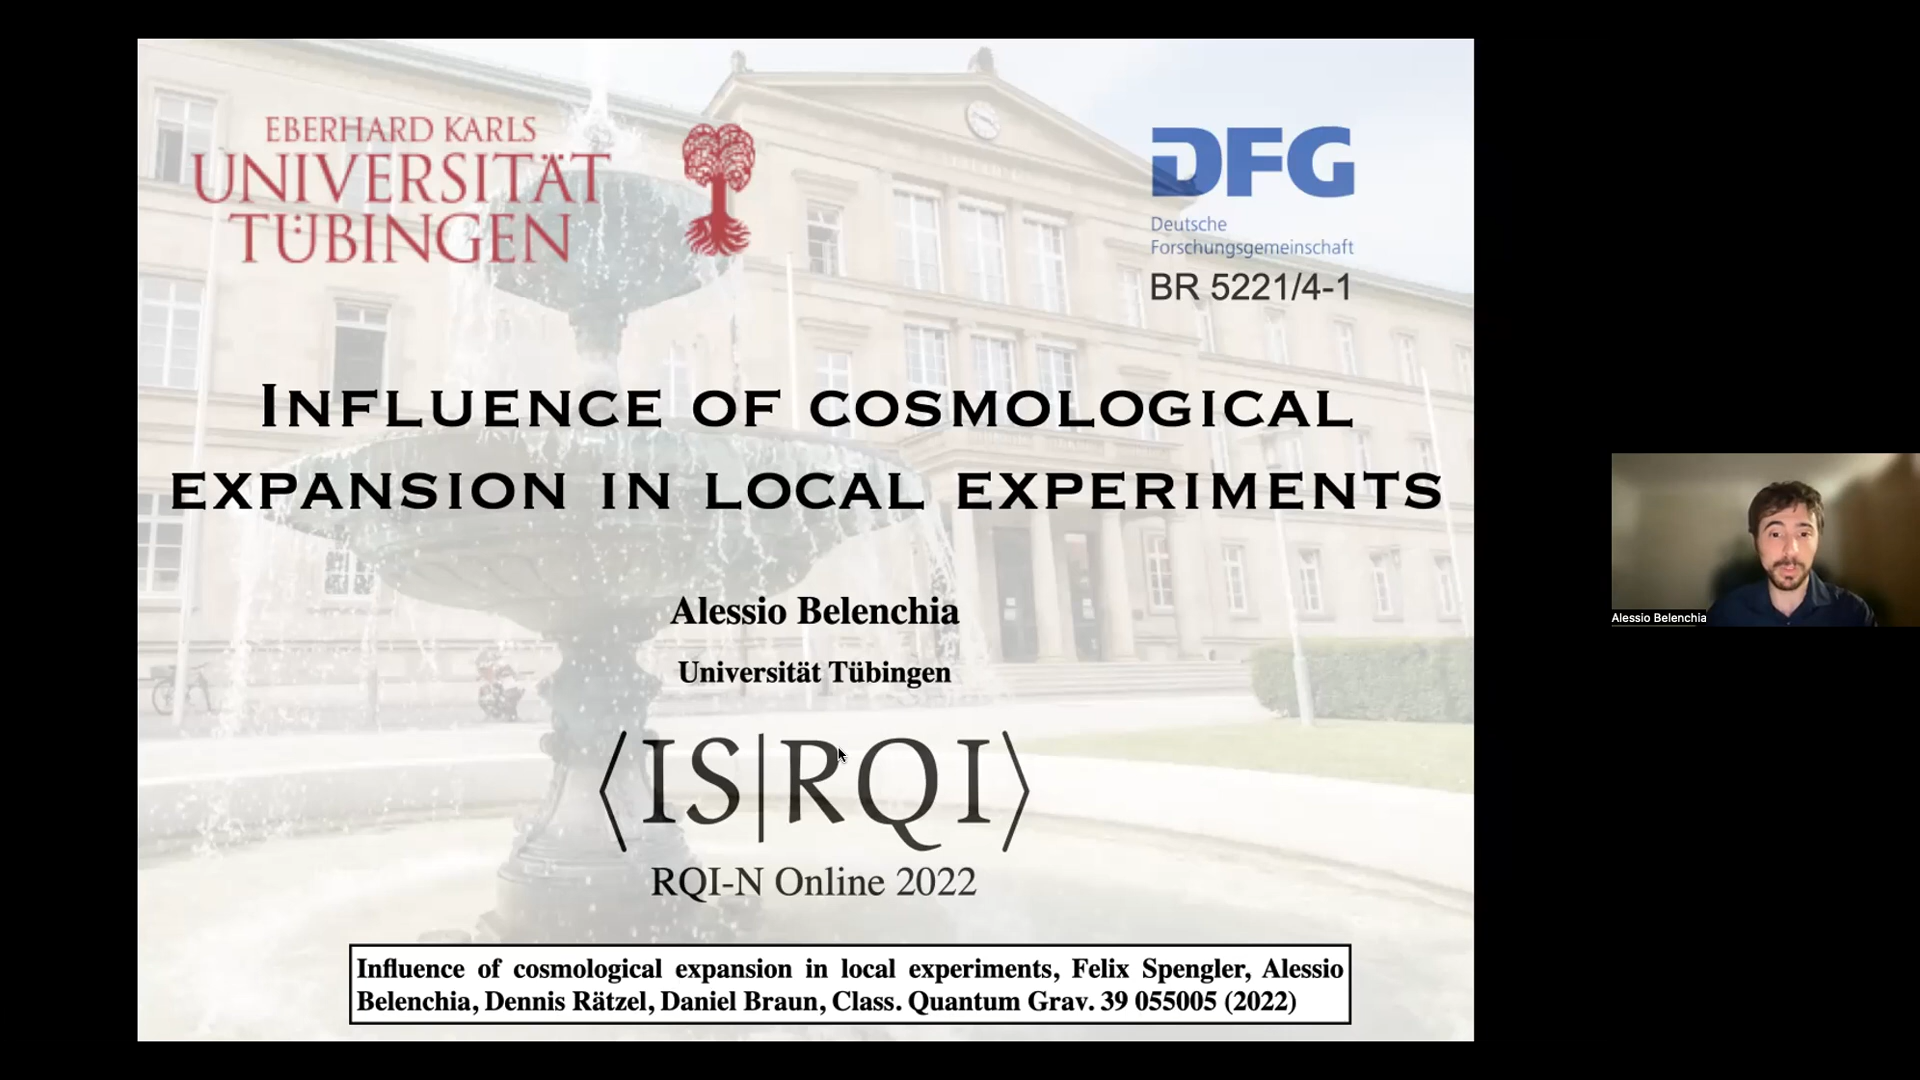 EBERHARD KARLS
UNIVERSITÄT
TÜBINGEN
DFG
Deutsche
Forschungsgemeinschaft
BR 5221/4-1
INFLUENCE OF COSMOLOGICAL
EXPANSION IN LOCAL EXPERIMENTS
Alessio Belenchia
Universität Tübingen
⟨IS|RQI⟩
RQI-N Online 2022
Influence of cosmological expansion in local experiments, Felix Spengler, Alessio
Belenchia, Dennis Rätzel, Daniel Braun, Class. Quantum Grav. 39 055005 (2022)
Alessio Belenchia